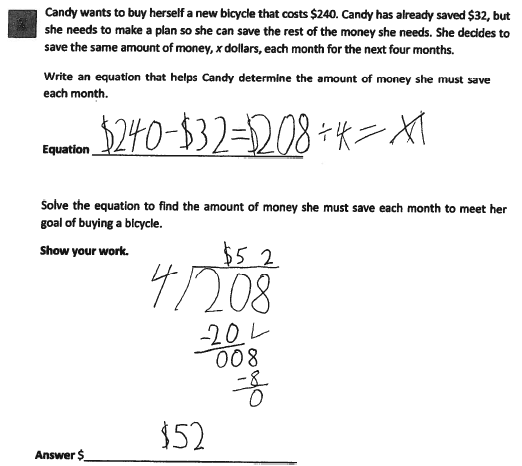 Candy wants to buy herself a new bicycle that costs $240. Candy has already saved $32, but
she needs to make a plan so she can save the rest of the money she needs. She decides to
save the same amount of money, x dollars, each month for the next four months.
Write an equation that helps Candy determine the amount of money she must save
each month.
Equation $240-$32=$208÷4=
Solve the equation to find the amount of money she must save each month to meet her
goal of buying a bicycle.
Show your work.
$5 2
4/208
-20
008
-8
0
Answer $ $52